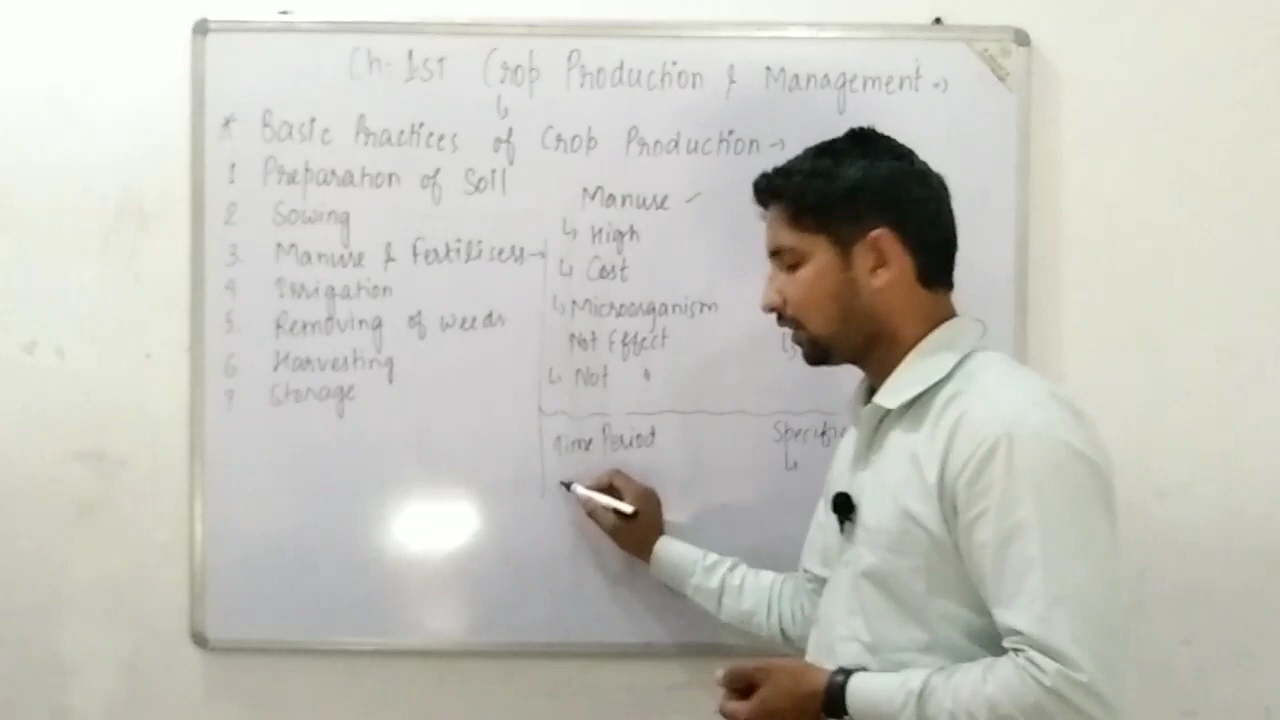 Ch-1st Crop Production & Management →
* Basic Practices of Crop Production →
1 Preparation of Soil
2 Sowing
3. Manure & fertilisers →
4 Irrigation
5. Removing of weeds
6 Harvesting
7 Storage
Manure ✓
↳ High
↳ Cost
↳ Microorganism
Not Effect
↳ Not "
Time Period
Specific